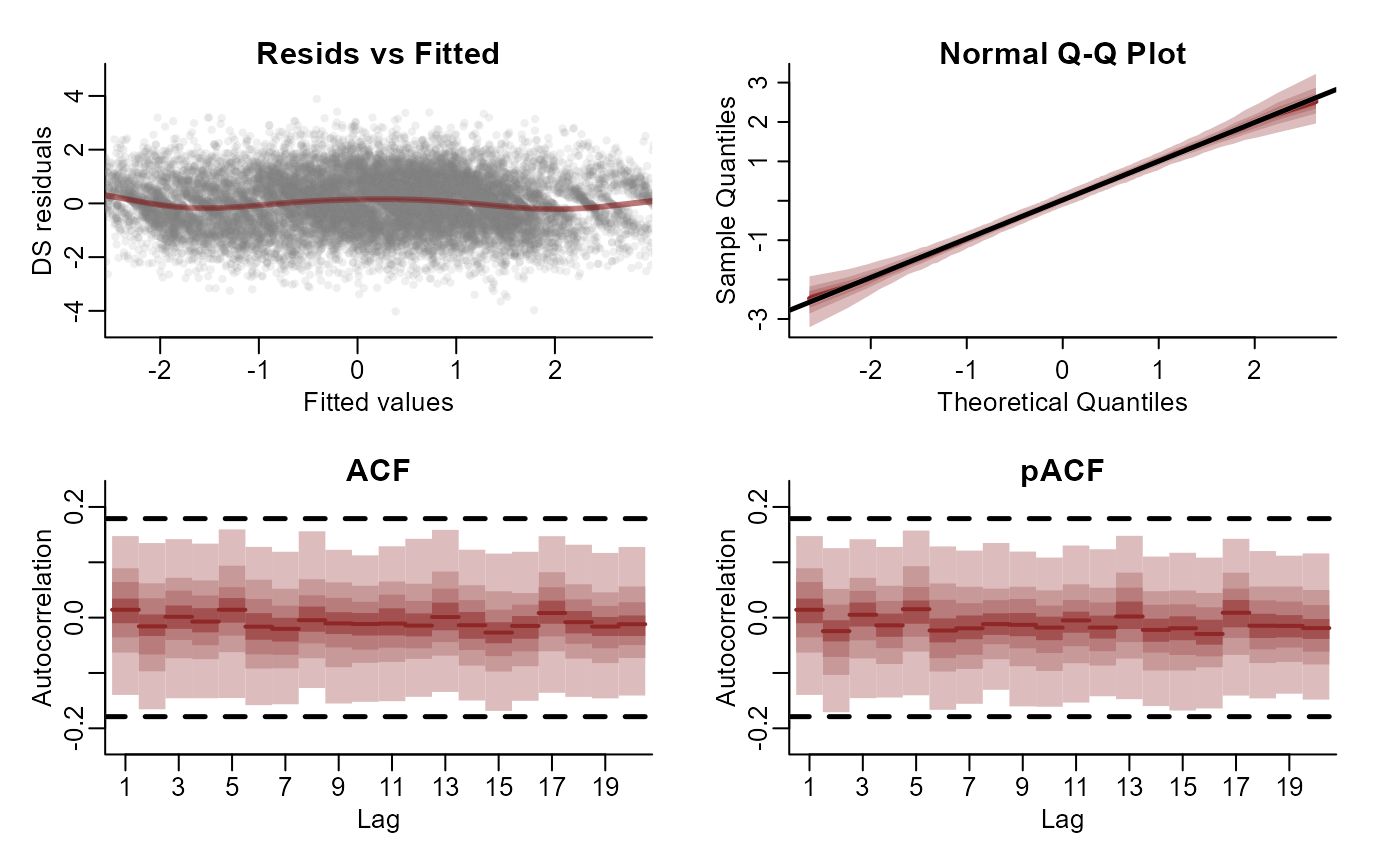 Resids vs Fitted
DS residuals
4
2
0
-2
-4
-2 -1 0 1 2
Fitted values
Normal Q-Q Plot
Sample Quantiles
3
2
1
-1
-3
-2 -1 0 1 2
Theoretical Quantiles
ACF
Autocorrelation
0.2
0.0
-0.2
1 3 5 7 9 11 13 15 17 19
Lag
pACF
Autocorrelation
0.2
0.0
-0.2
1 3 5 7 9 11 13 15 17 19
Lag